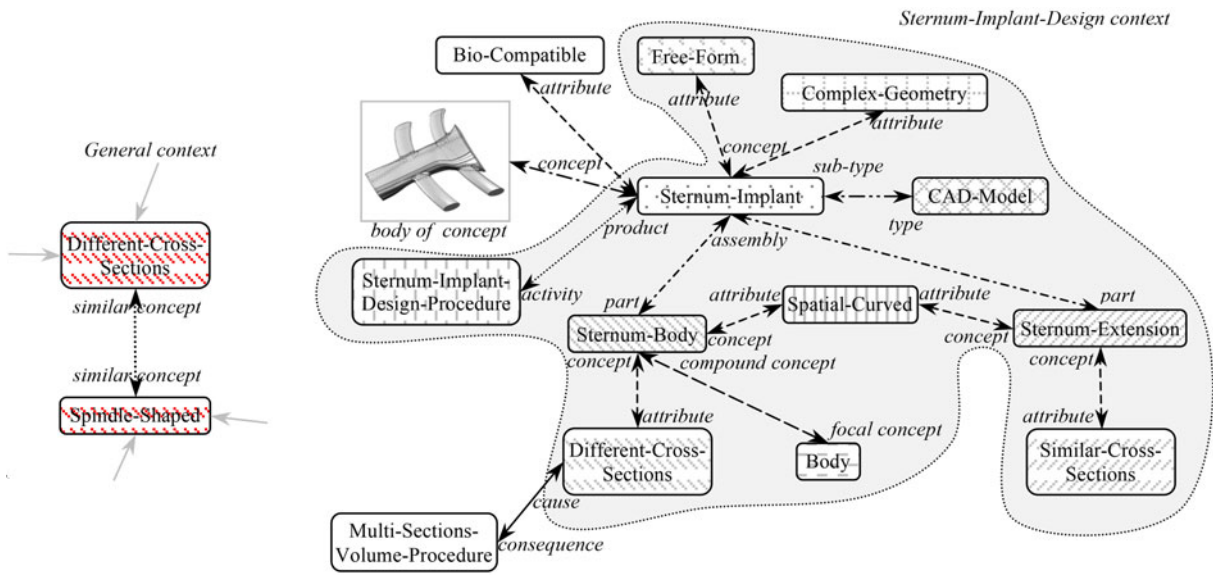 Sternum-Implant-Design context
Bio-Compatible
Free-Form
attribute
attribute
Complex-Geometry
attribute
General context
concept
concept
sub-type
Sternum-Implant
CAD-Model
body of concept
product
assembly
type
Different-Cross-
Sections
similar concept
Sternum-Implant-
Design-Procedure
activity
part
attribute
Spatial-Curved
attribute
part
Sternum-Body
concept
concept
Sternum-Extension
concept
compound concept
concept
similar concept
Spindle-Shaped
attribute
focal concept
attribute
Different-Cross-
Sections
Body
Similar-Cross-
Sections
cause
Multi-Sections-
Volume-Procedure
consequence